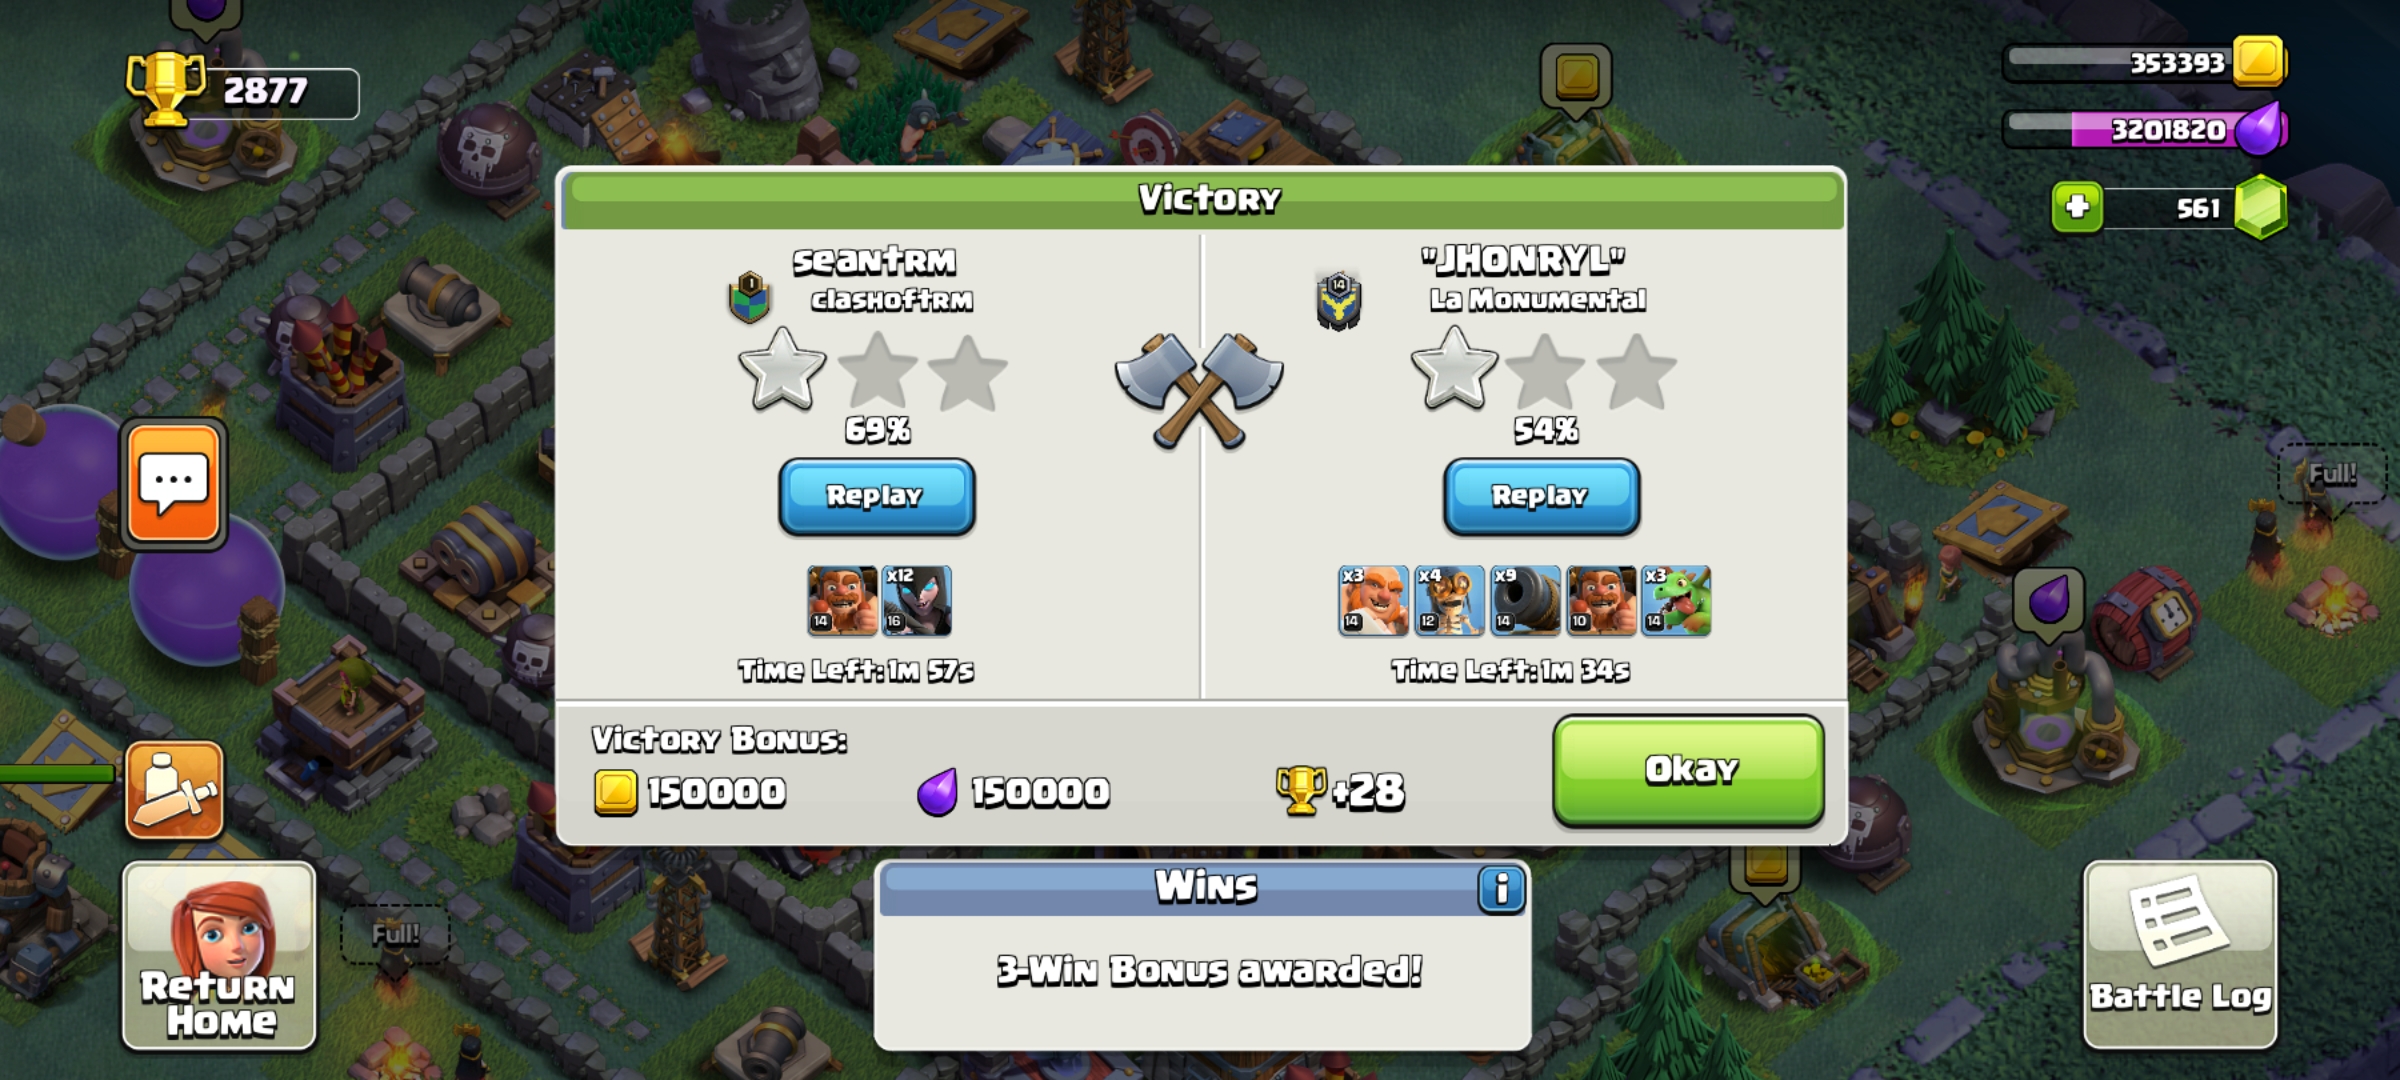 2877
353393
3201820
561
Victory
seantrm
1
clashoftrm
69%
Replay
14
x12
16
Time Left:1m 57s
"JHONRYL"
14
La Monumental
54%
Replay
x3
14
x4
12
x9
14
10
x3
14
Time Left:1m 34s
Victory Bonus:
150000
150000
+28
Okay
Wins
i
3-Win Bonus awarded!
Full!
Full!
Return
Home
Battle Log